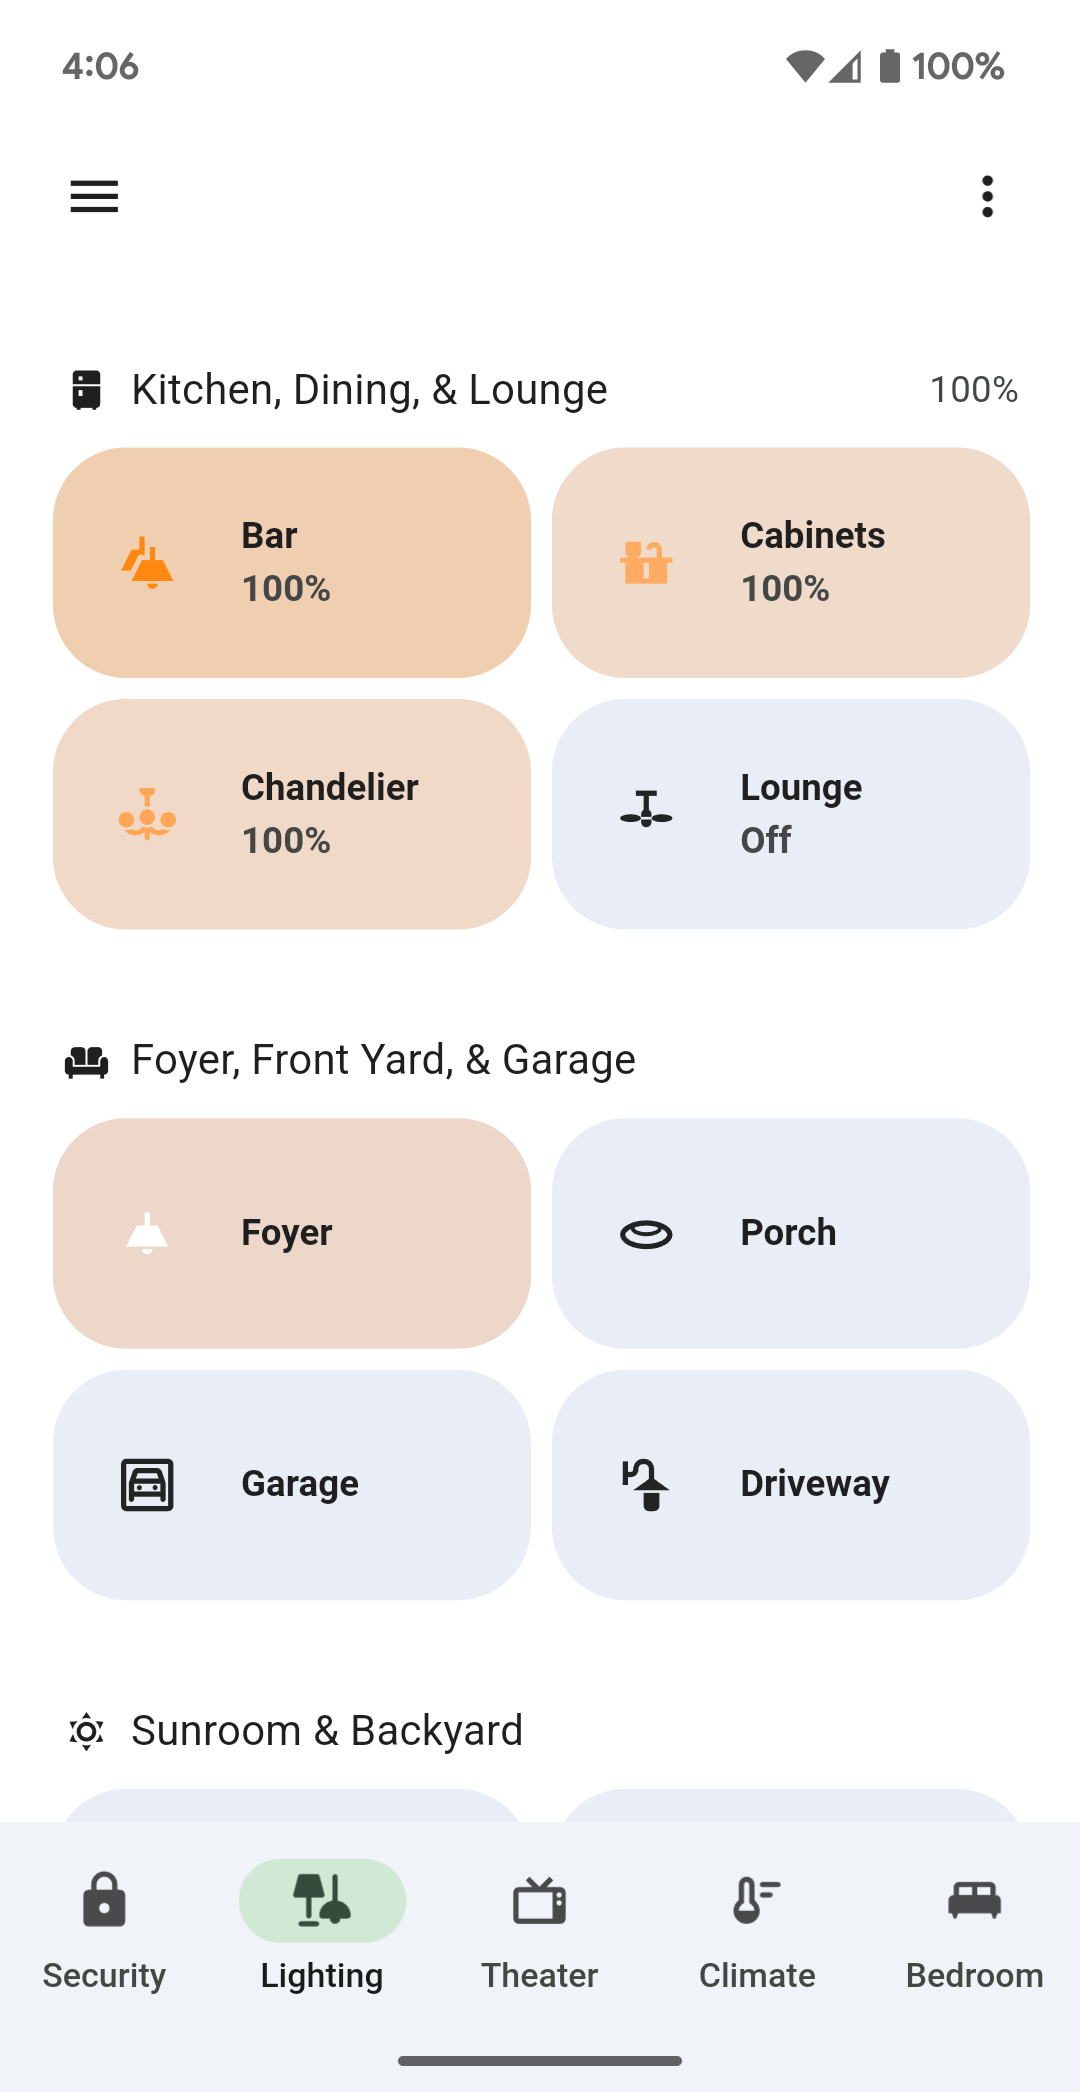 4:06 100%
Kitchen, Dining, & Lounge 100%
Bar
100%
Cabinets
100%
Chandelier
100%
Lounge
Off
Foyer, Front Yard, & Garage
Foyer
Porch
Garage
Driveway
Sunroom & Backyard
Security Lighting Theater Climate Bedroom